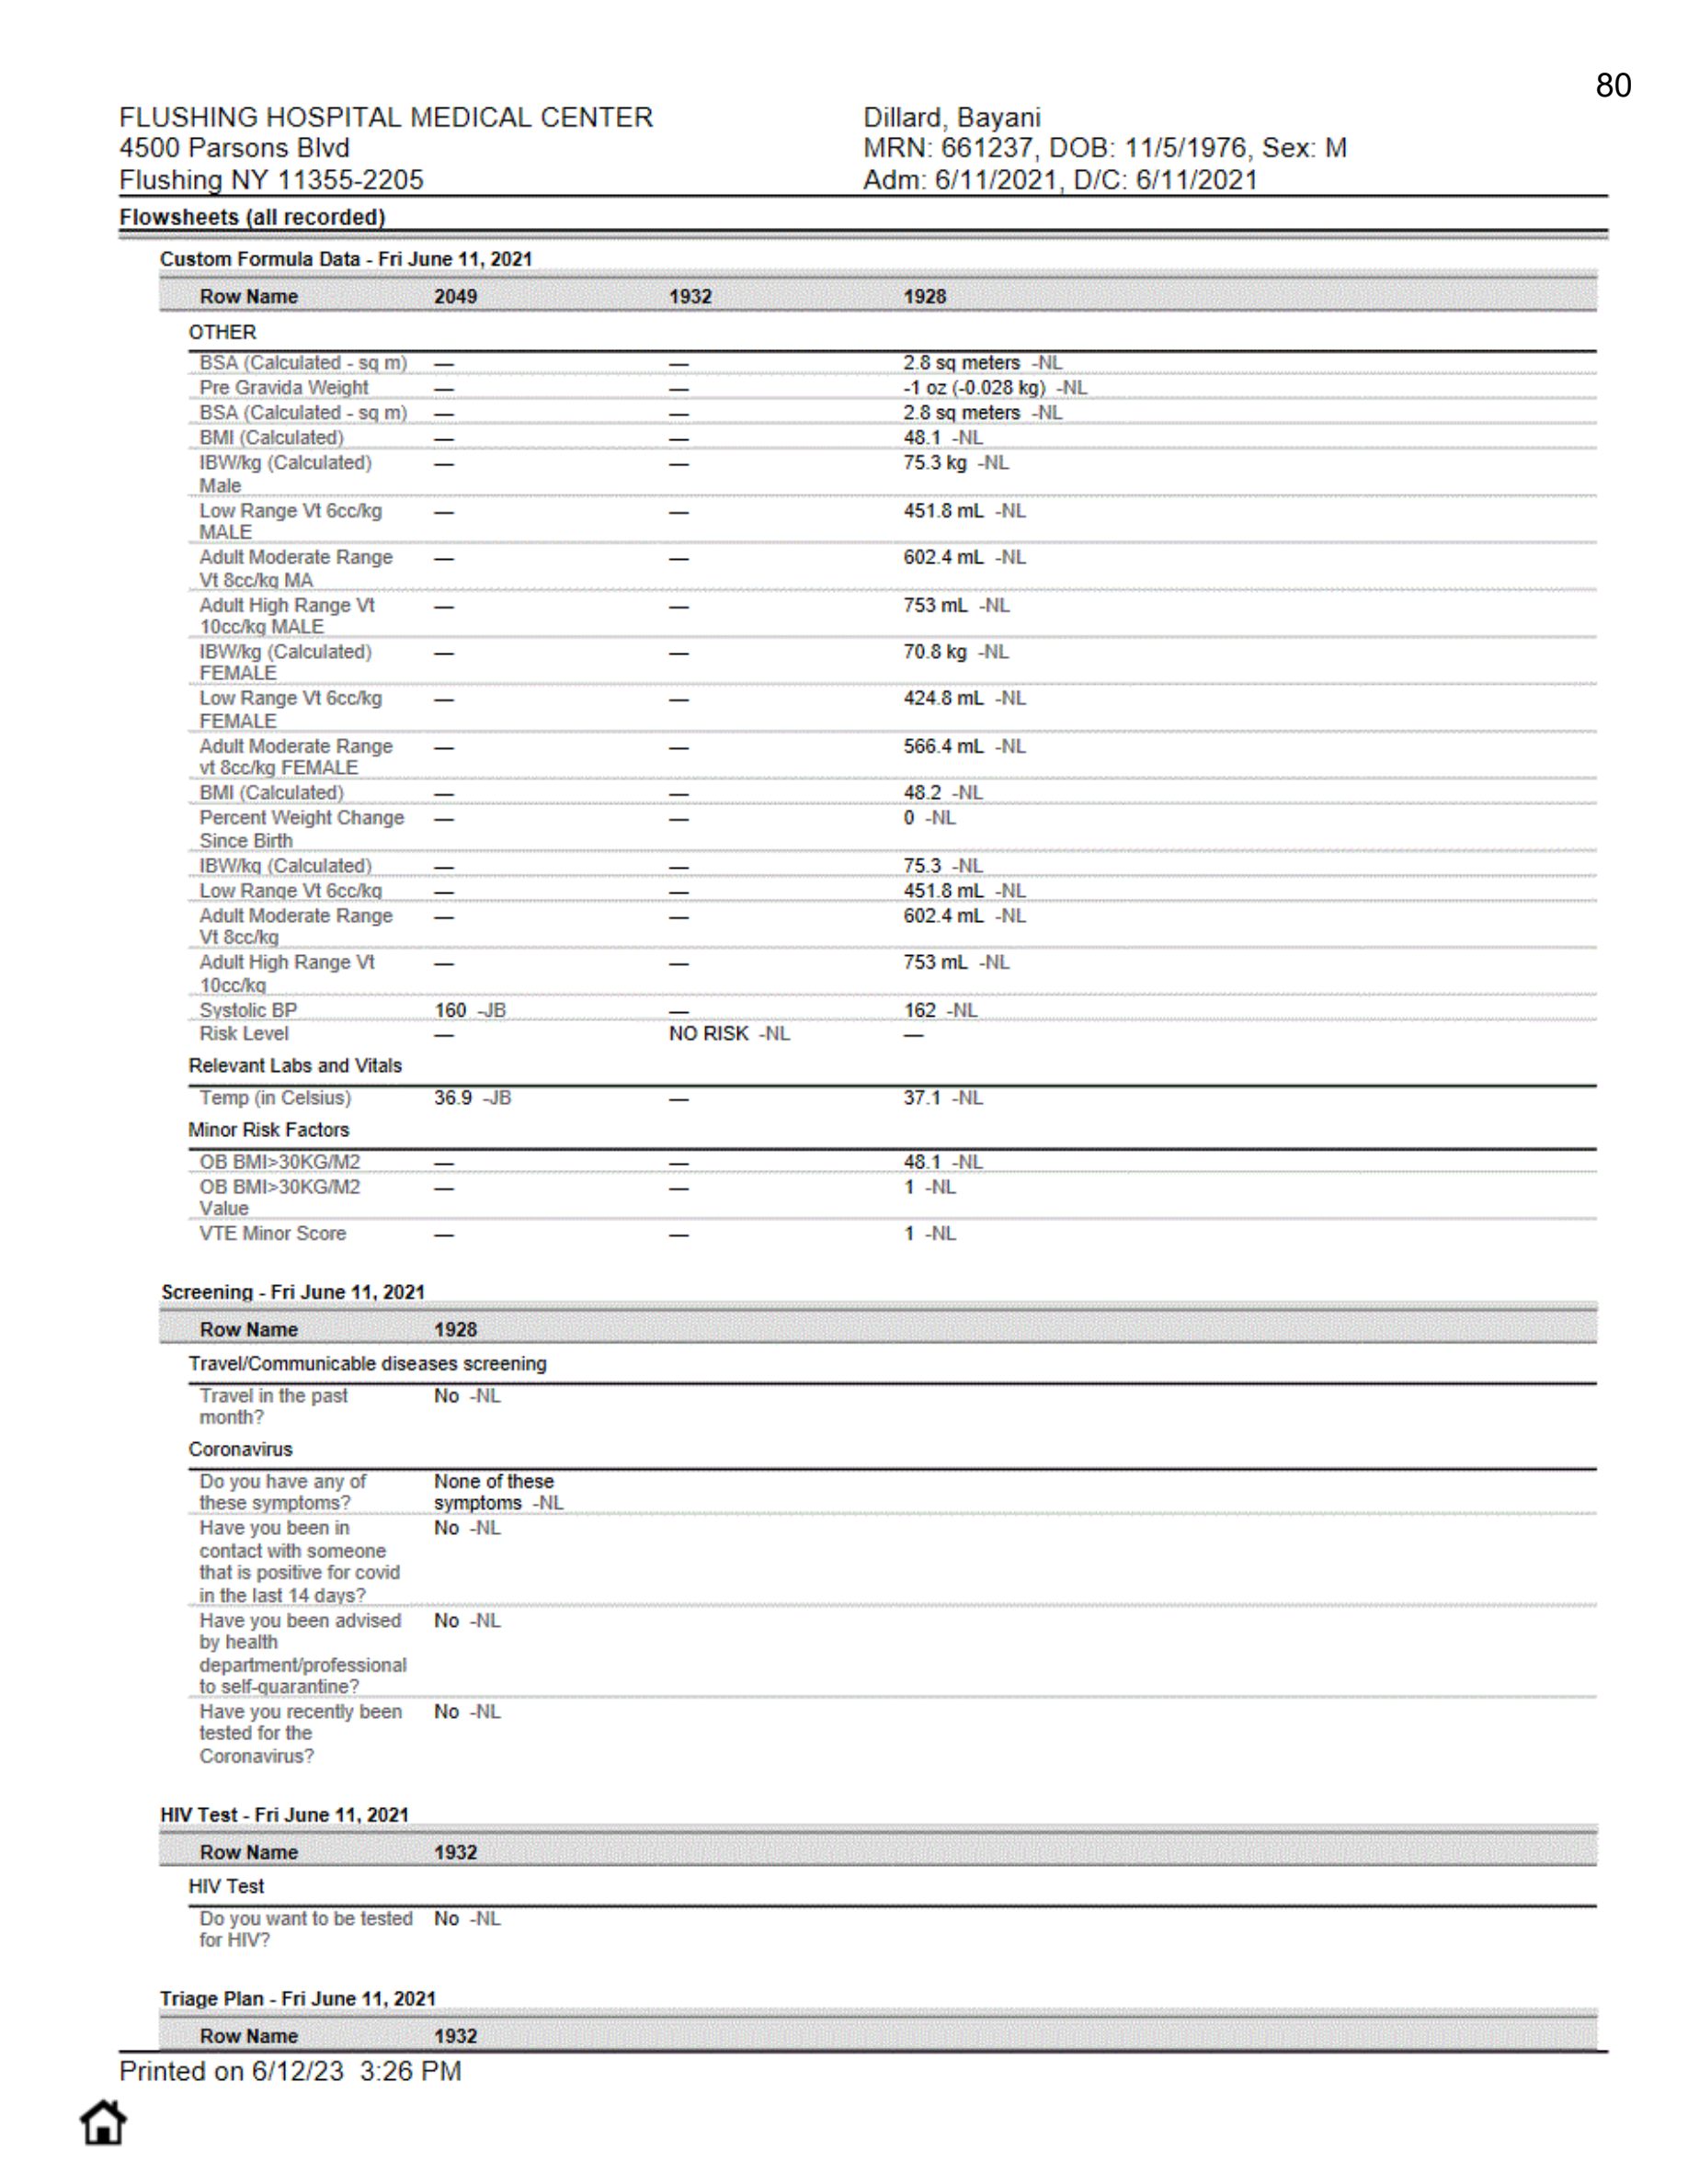 80
FLUSHING HOSPITAL MEDICAL CENTER Dillard, Bayani
4500 Parsons Blvd MRN: 661237, DOB: 11/5/1976, Sex: M
Flushing NY 11355-2205 Adm: 6/11/2021, D/C: 6/11/2021
Flowsheets (all recorded)
Custom Formula Data - Fri June 11, 2021
Row Name 2049 1932 1928
OTHER
BSA (Calculated - sq m) — — 2.8 sq meters -NL
Pre Gravida Weight — — -1 oz (-0.028 kg) -NL
BSA (Calculated - sq m) — — 2.8 sq meters -NL
BMI (Calculated) — — 48.1 -NL
IBW/kg (Calculated) — — 75.3 kg -NL
Male
Low Range Vt 6cc/kg — — 451.8 mL -NL
MALE
Adult Moderate Range — — 602.4 mL -NL
Vt 8cc/kg MA
Adult High Range Vt — — 753 mL -NL
10cc/kg MALE
IBW/kg (Calculated) — — 70.8 kg -NL
FEMALE
Low Range Vt 6cc/kg — — 424.8 mL -NL
FEMALE
Adult Moderate Range — — 566.4 mL -NL
vt 8cc/kg FEMALE
BMI (Calculated) — — 48.2 -NL
Percent Weight Change — — 0 -NL
Since Birth
IBW/kg (Calculated) — — 75.3 -NL
Low Range Vt 6cc/kg — — 451.8 mL -NL
Adult Moderate Range — — 602.4 mL -NL
Vt 8cc/kg
Adult High Range Vt — — 753 mL -NL
10cc/kg
Systolic BP 160 -JB — 162 -NL
Risk Level — NO RISK -NL —
Relevant Labs and Vitals
Temp (in Celsius) 36.9 -JB — 37.1 -NL
Minor Risk Factors
OB BMI>30KG/M2 — — 48.1 -NL
OB BMI>30KG/M2 — — 1 -NL
Value
VTE Minor Score — — 1 -NL
Screening - Fri June 11, 2021
Row Name 1928
Travel/Communicable diseases screening
Travel in the past No -NL
month?
Coronavirus
Do you have any of None of these
these symptoms? symptoms -NL
Have you been in No -NL
contact with someone
that is positive for covid
in the last 14 days?
Have you been advised No -NL
by health
department/professional
to self-quarantine?
Have you recently been No -NL
tested for the
Coronavirus?
HIV Test - Fri June 11, 2021
Row Name 1932
HIV Test
Do you want to be tested No -NL
for HIV?
Triage Plan - Fri June 11, 2021
Row Name 1932
Printed on 6/12/23 3:26 PM